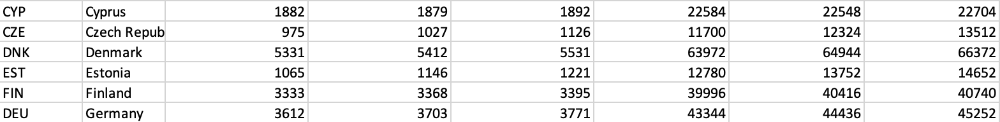 CYP Cyprus 1882 1879 1892 22584 22548 22704
CZE Czech Repub 975 1027 1126 11700 12324 13512
DNK Denmark 5331 5412 5531 63972 64944 66372
EST Estonia 1065 1146 1221 12780 13752 14652
FIN Finland 3333 3368 3395 39996 40416 40740
DEU Germany 3612 3703 3771 43344 44436 45252